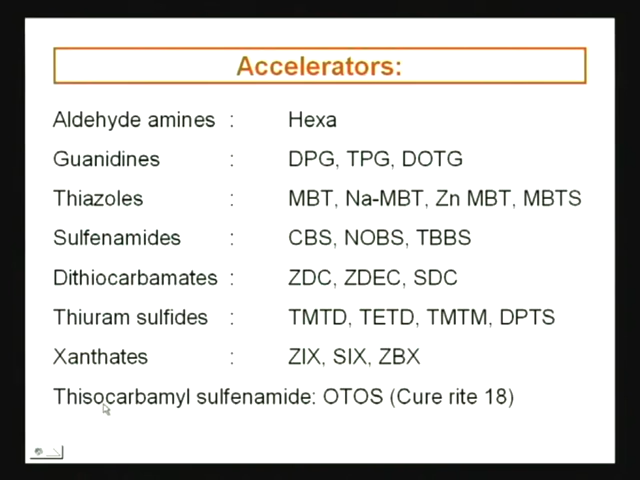 Accelerators:
Aldehyde amines : Hexa
Guanidines : DPG, TPG, DOTG
Thiazoles : MBT, Na-MBT, Zn MBT, MBTS
Sulfenamides : CBS, NOBS, TBBS
Dithiocarbamates : ZDC, ZDEC, SDC
Thiuram sulfides : TMTD, TETD, TMTM, DPTS
Xanthates : ZIX, SIX, ZBX
Thisocarbamyl sulfenamide: OTOS (Cure rite 18)